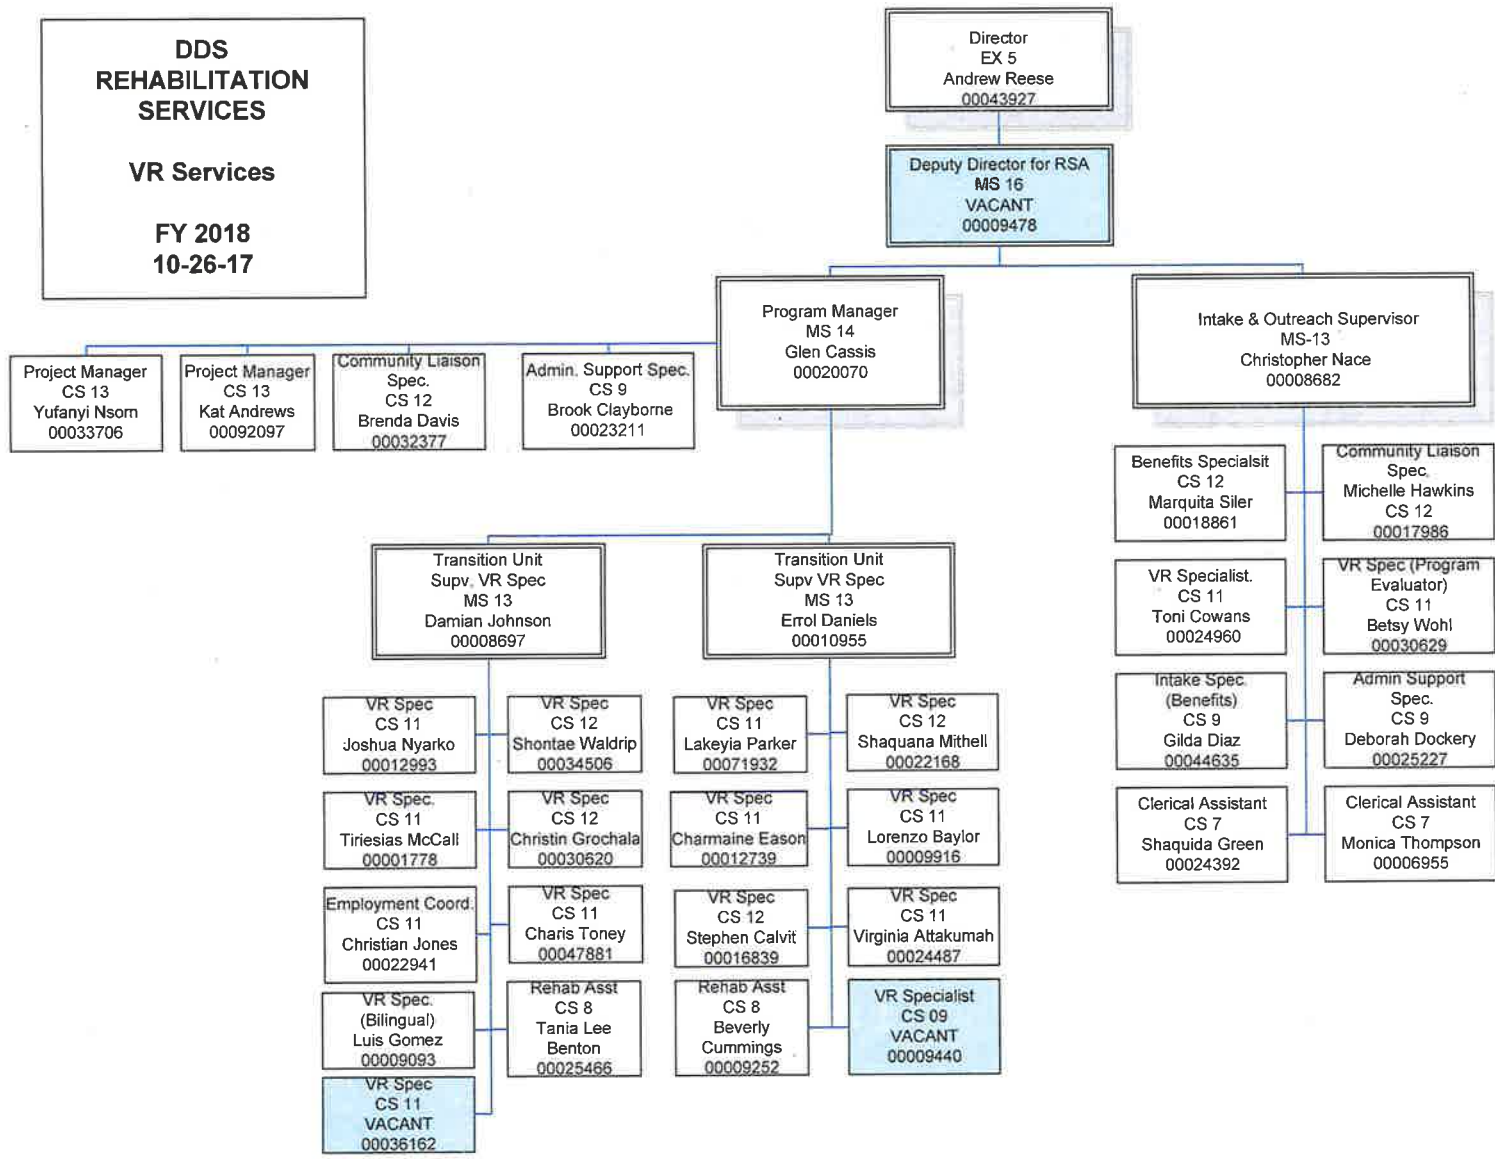 DDS
REHABILITATION
SERVICES
VR Services
FY 2018
10-26-17
Director
EX 5
Andrew Reese
00043927
Deputy Director for RSA
MS 16
VACANT
00009478
Program Manager
MS 14
Glen Cassis
00020070
Intake & Outreach Supervisor
MS-13
Christopher Nace
00008682
Project Manager
CS 13
Yufanyi Nsom
00033706
Project Manager
CS 13
Kat Andrews
00092097
Community Liaison
Spec.
CS 12
Brenda Davis
00032377
Admin. Support Spec.
CS 9
Brook Clayborne
00023211
Transition Unit
Supv. VR Spec
MS 13
Damian Johnson
00008697
Transition Unit
Supv VR Spec
MS 13
Errol Daniels
00010955
VR Spec
CS 11
Joshua Nyarko
00012993
VR Spec
CS 12
Shontae Waldrip
00034506
VR Spec.
CS 11
Tiriesias McCall
00001778
VR Spec
CS 12
Christin Grochala
00030620
Employment Coord.
CS 11
Christian Jones
00022941
VR Spec
CS 11
Charis Toney
00047881
VR Spec.
(Bilingual)
Luis Gomez
00009093
Rehab Asst
CS 8
Tania Lee
Benton
00025466
VR Spec
CS 11
VACANT
00036162
VR Spec
CS 11
Lakeyia Parker
00071932
VR Spec
CS 12
Shaquana Mithell
00022168
VR Spec
CS 11
Charmaine Eason
00012739
VR Spec
CS 11
Lorenzo Baylor
00009916
VR Spec
CS 12
Stephen Calvit
00016839
VR Spec
CS 11
Virginia Attakumah
00024487
Rehab Asst
CS 8
Beverly
Cummings
00009252
VR Specialist
CS 09
VACANT
00009440
Benefits Specialsit
CS 12
Marquita Siler
00018861
Community Liaison
Spec.
Michelle Hawkins
CS 12
00017986
VR Specialist.
CS 11
Toni Cowans
00024960
VR Spec (Program
Evaluator)
CS 11
Betsy Wohl
00030629
Intake Spec.
(Benefits)
CS 9
Gilda Diaz
00044635
Admin Support
Spec.
CS 9
Deborah Dockery
00025227
Clerical Assistant
CS 7
Shaquida Green
00024392
Clerical Assistant
CS 7
Monica Thompson
00006955